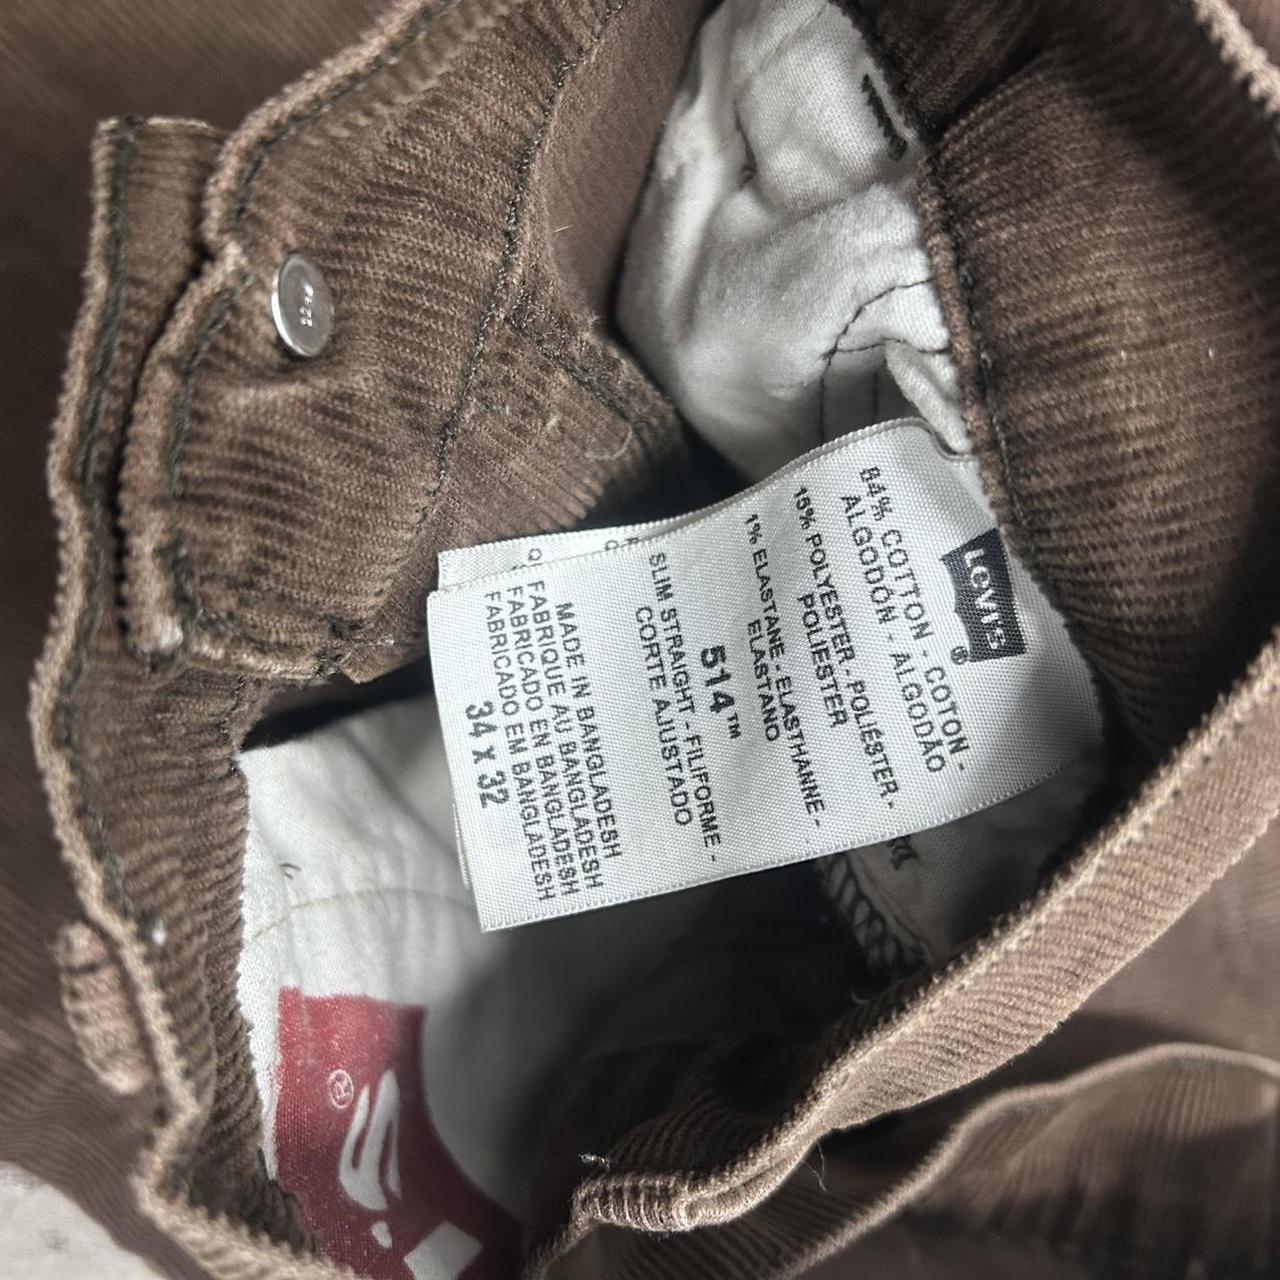 Levi's
®
84% COTTON - COTON -
ALGODÓN - ALGODÃO
15% POLYESTER - POLIÉSTER -
POLIESTER
1% ELASTANE - ELASTHANNE -
ELASTANO
514™
SLIM STRAIGHT - FILIFORME -
CORTE AJUSTADO
MADE IN BANGLADESH
FABRIQUE AU BANGLADESH
FABRICADO EN BANGLADESH
FABRICADO EM BANGLADESH
34 x 32
®